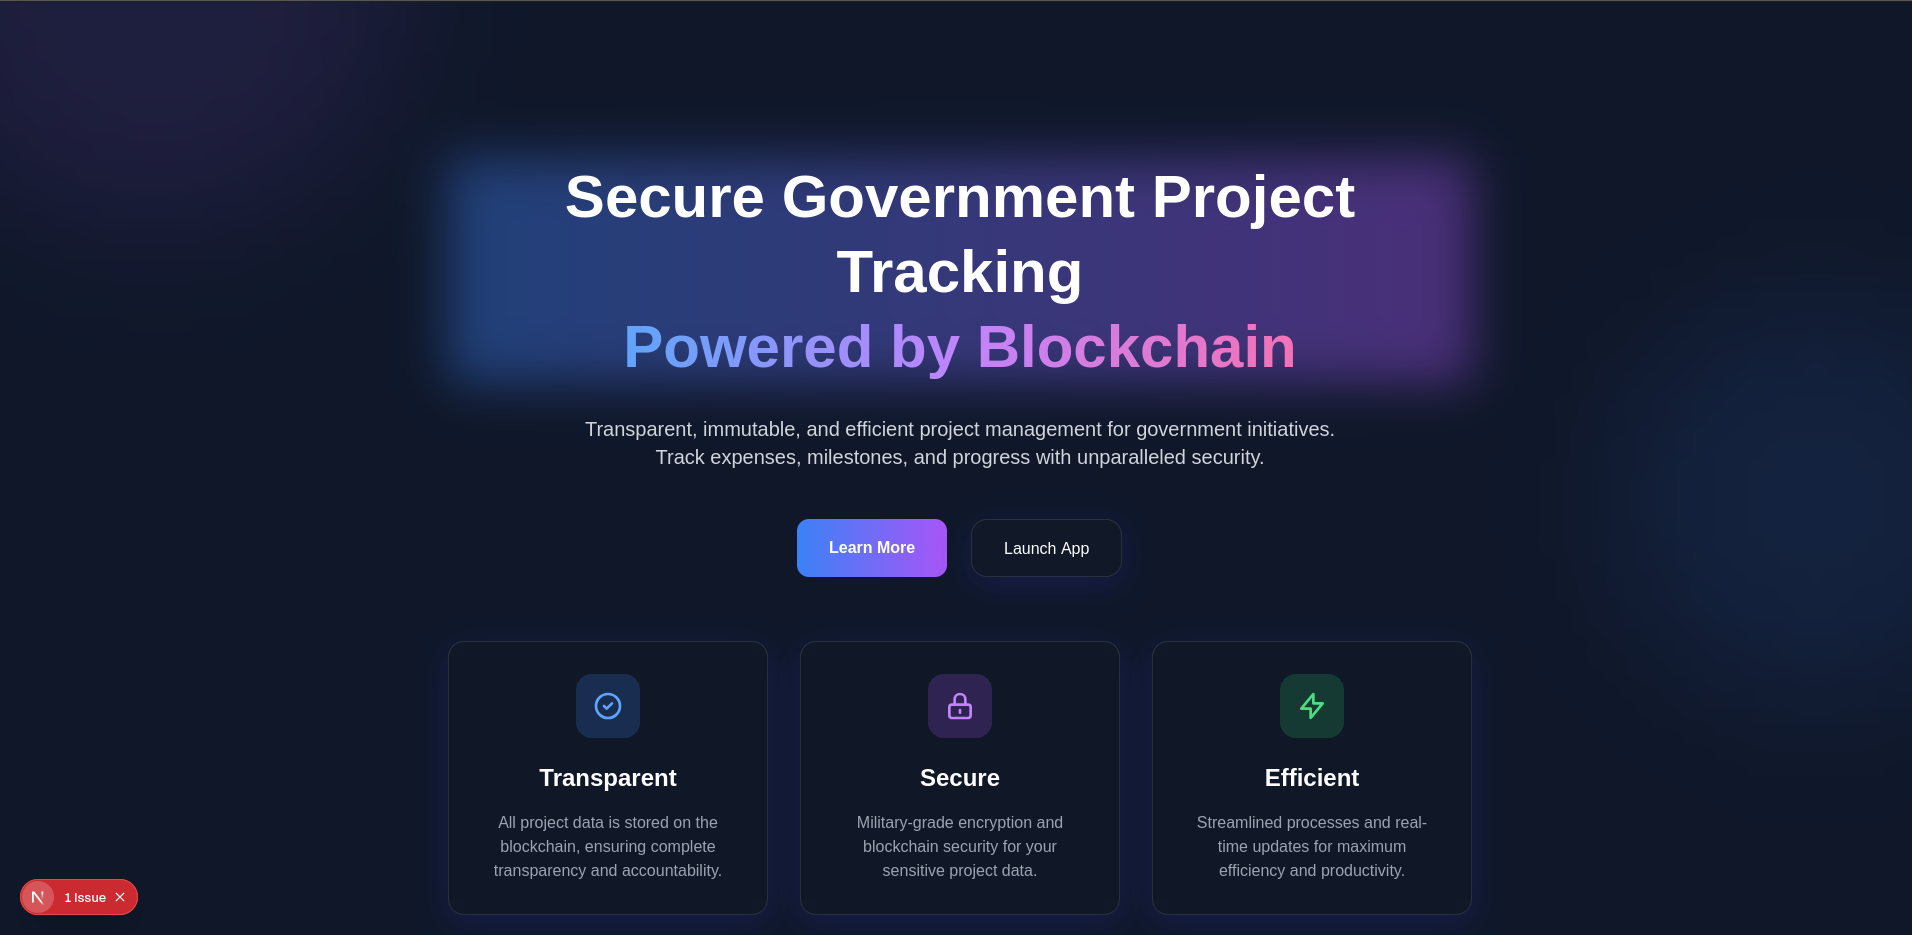 Secure Government Project
Tracking
Powered by Blockchain
Transparent, immutable, and efficient project management for government initiatives.
Track expenses, milestones, and progress with unparalleled security.
Learn More
Launch App
Transparent
All project data is stored on the
blockchain, ensuring complete
transparency and accountability.
Secure
Military-grade encryption and
blockchain security for your
sensitive project data.
Efficient
Streamlined processes and real-
time updates for maximum
efficiency and productivity.
N
1 Issue